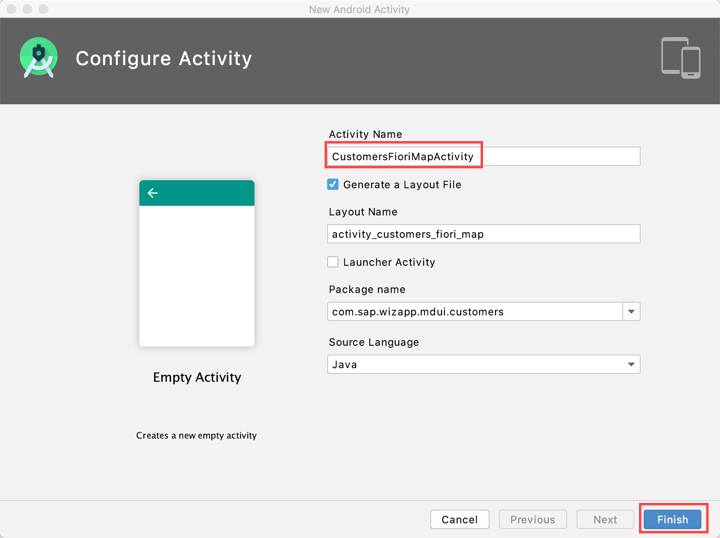 New Android Activity
Configure Activity
Activity Name
CustomersFioriMapActivity
Generate a Layout File
Layout Name
activity_customers_fiori_map
Launcher Activity
Package name
com.sap.wizapp.mdui.customers
Source Language
Java
Empty Activity
Creates a new empty activity
Cancel
Previous
Next
Finish